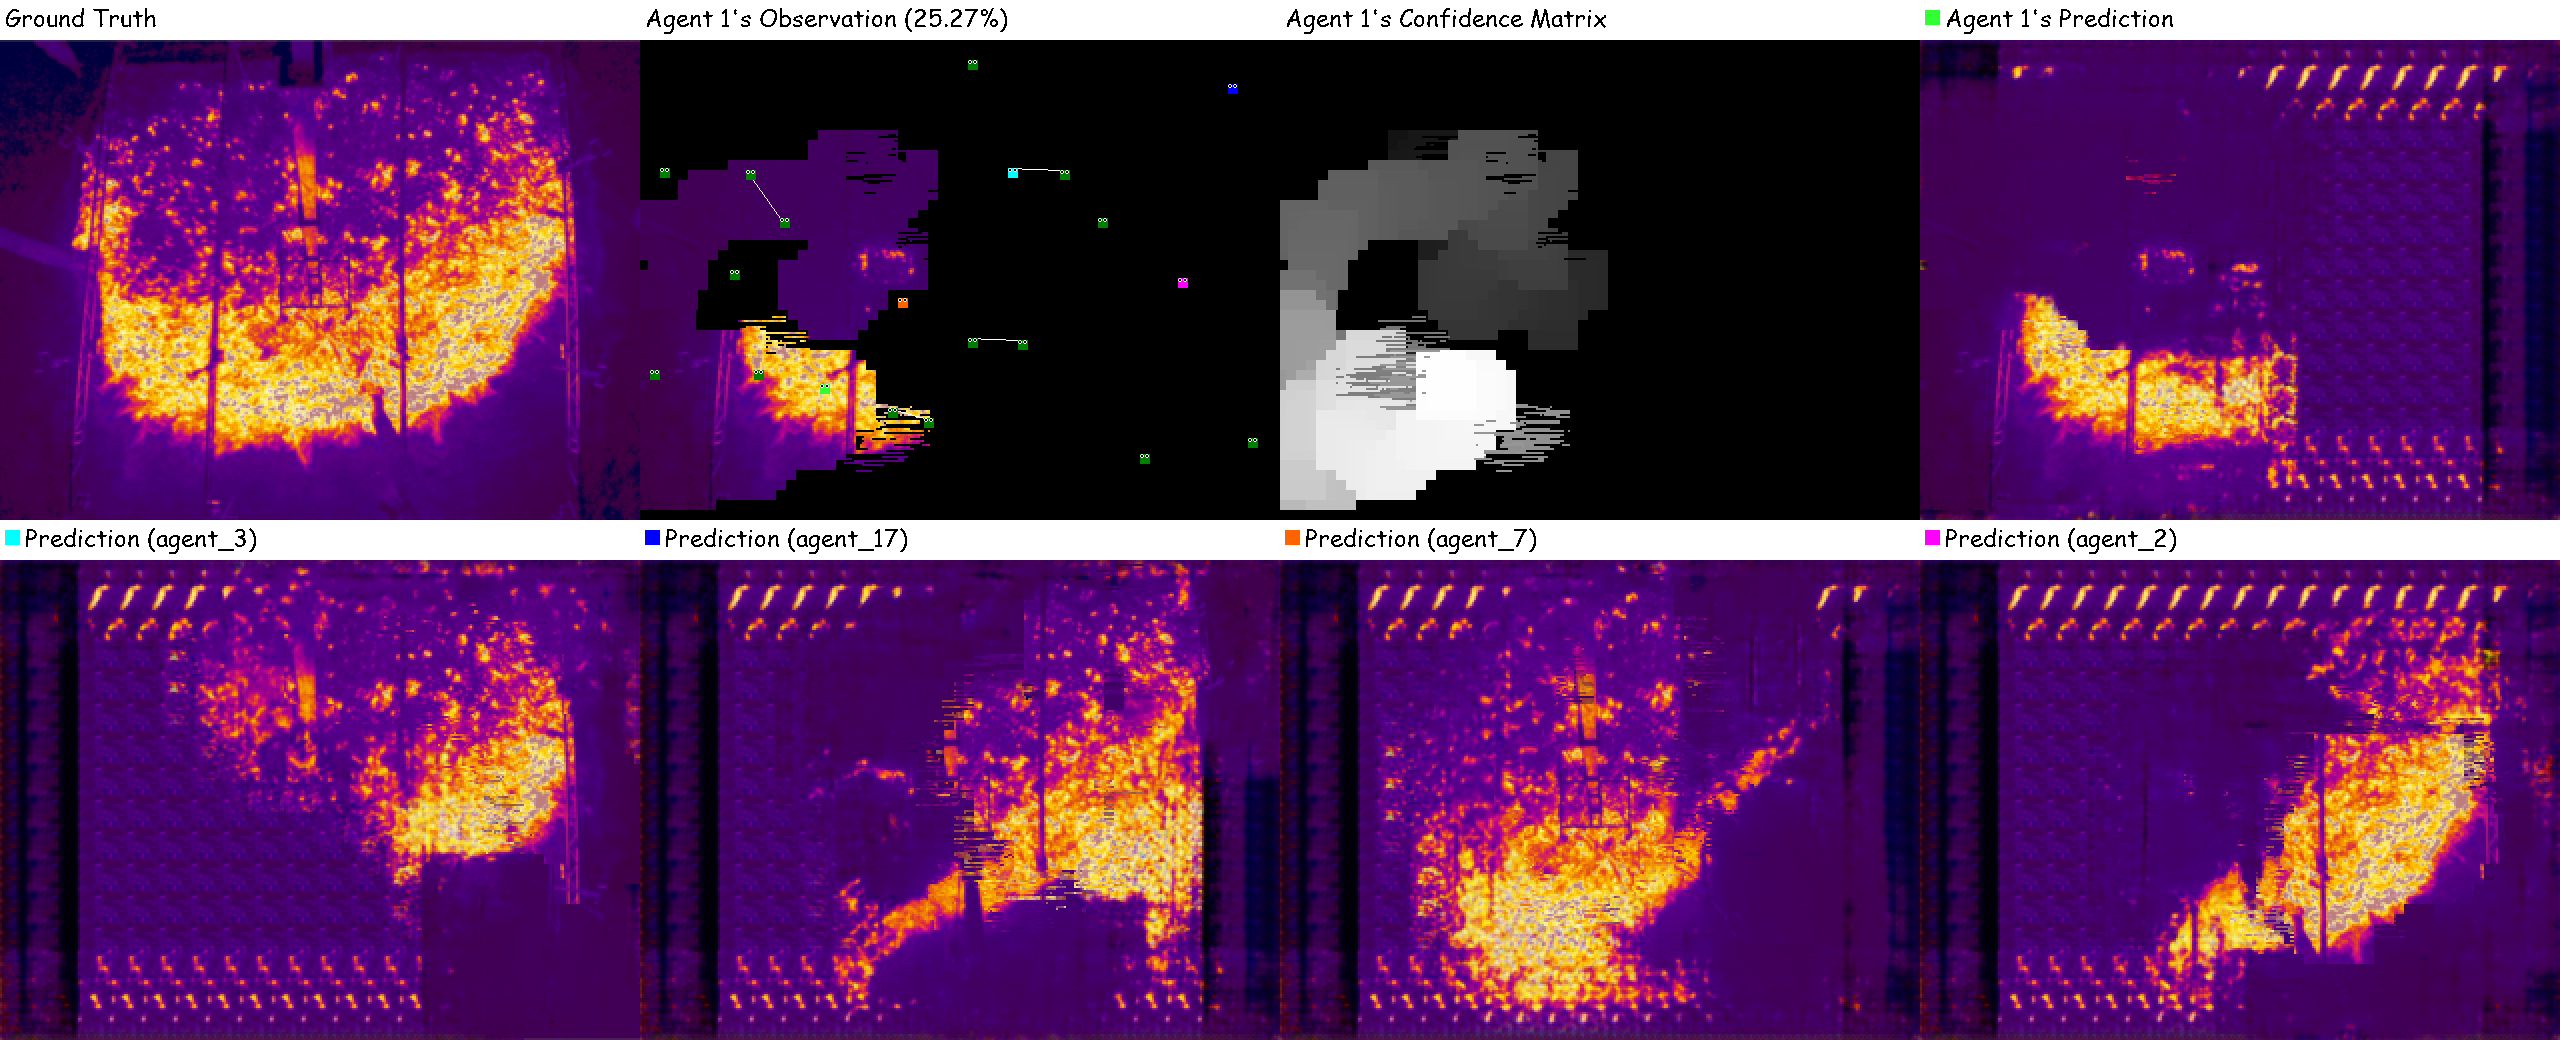 Ground Truth
Agent 1's Observation (25.27%)
Agent 1's Confidence Matrix
Agent 1's Prediction
Prediction (agent_3)
Prediction (agent_17)
Prediction (agent_7)
Prediction (agent_2)